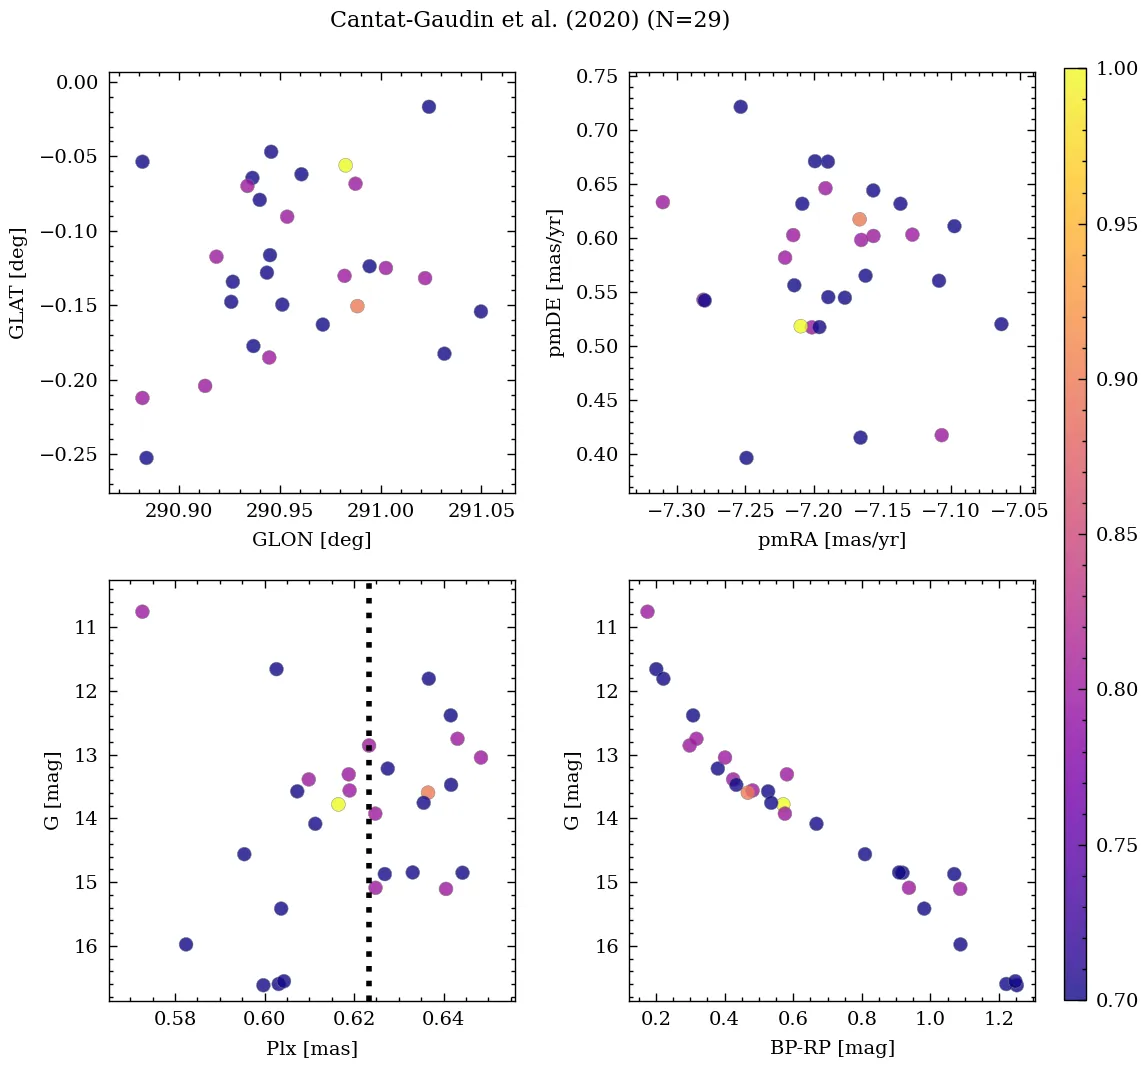 Cantat-Gaudin et al. (2020) (N=29)
0.00
−0.05
−0.10
−0.15
−0.20
−0.25
GLAT [deg]
290.90 290.95 291.00 291.05
GLON [deg]
0.75
0.70
0.65
0.60
0.55
0.50
0.45
0.40
pmDE [mas/yr]
−7.30 −7.25 −7.20 −7.15 −7.10 −7.05
pmRA [mas/yr]
11
12
13
14
15
16
G [mag]
0.58 0.60 0.62 0.64
Plx [mas]
11
12
13
14
15
16
G [mag]
0.2 0.4 0.6 0.8 1.0 1.2
BP-RP [mag]
1.00
0.95
0.90
0.85
0.80
0.75
0.70